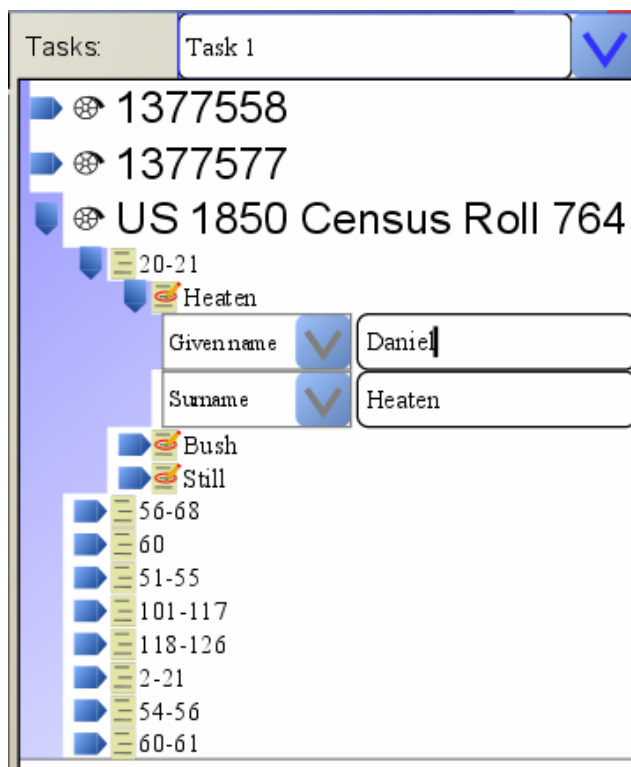 Tasks: Task 1
1377558
1377577
US 1850 Census Roll 764
20-21
Heaten
Given name Daniel
Surname Heaten
Bush
Still
56-68
60
51-55
101-117
118-126
2-21
54-56
60-61